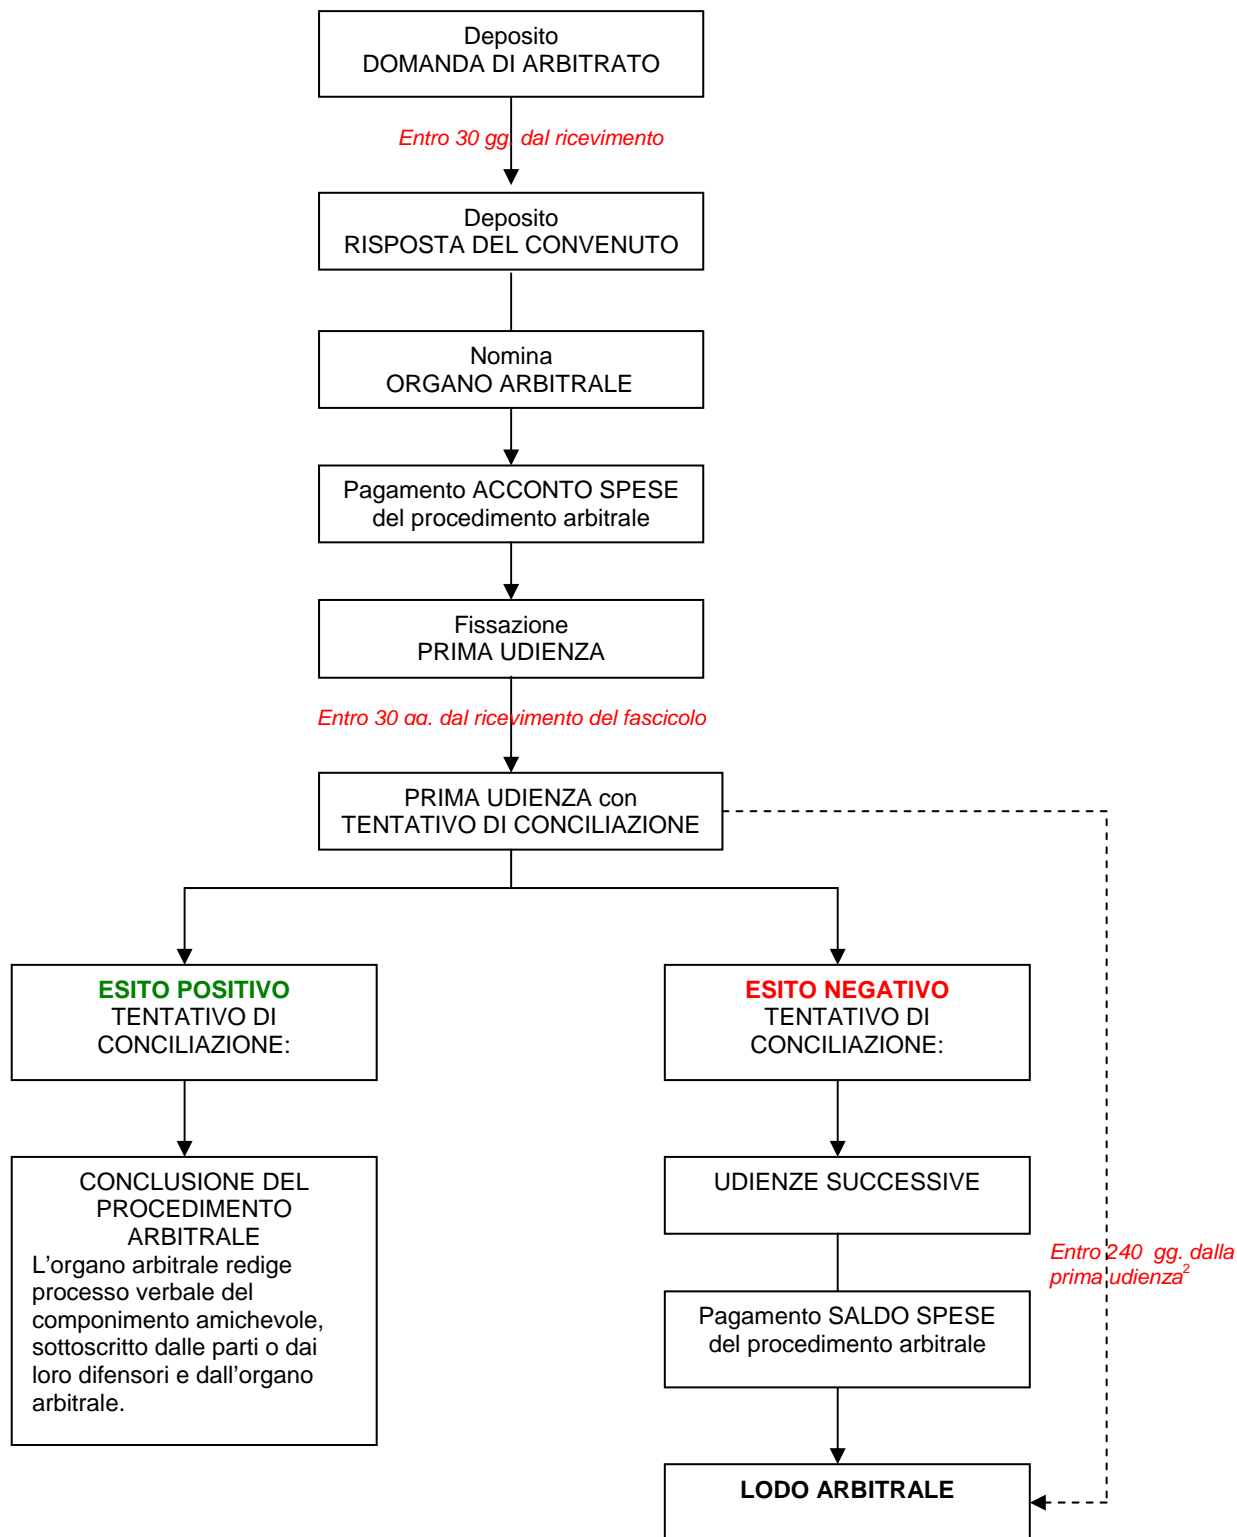 Deposito
DOMANDA DI ARBITRATO
Entro 30 gg. dal ricevimento
Deposito
RISPOSTA DEL CONVENUTO
Nomina
ORGANO ARBITRALE
Pagamento ACCONTO SPESE
del procedimento arbitrale
Fissazione
PRIMA UDIENZA
Entro 30 gg. dal ricevimento del fascicolo
PRIMA UDIENZA con
TENTATIVO DI CONCILIAZIONE
ESITO POSITIVO
TENTATIVO DI
CONCILIAZIONE:
ESITO NEGATIVO
TENTATIVO DI
CONCILIAZIONE:
CONCLUSIONE DEL
PROCEDIMENTO
ARBITRALE
L'organo arbitrale redige
processo verbale del
componimento amichevole,
sottoscritto dalle parti o dai
loro difensori e dall'organo
arbitrale.
UDIENZE SUCCESSIVE
Entro 240 gg. dalla
prima udienza²
Pagamento SALDO SPESE
del procedimento arbitrale
LODO ARBITRALE